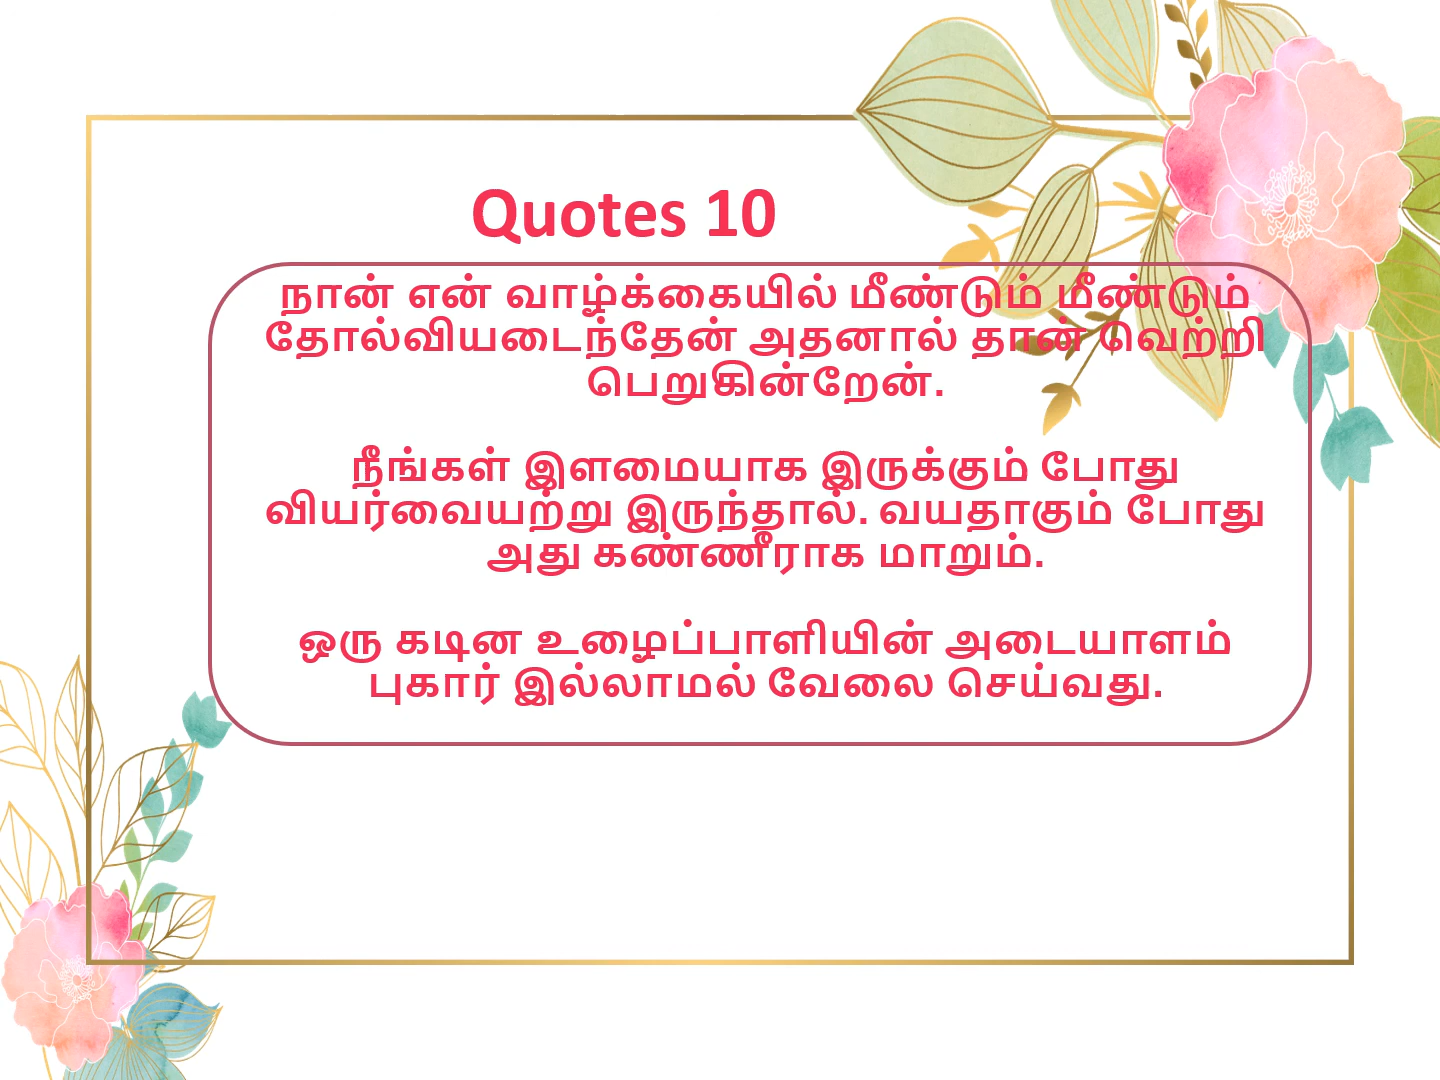 Quotes 10
நான் என் வாழ்க்கையில் மீண்டும் மீண்டும்
தோல்வியடைந்தேன் அதனால் தான் வெற்றி
பெறுகின்றேன்.
நீங்கள் இளமையாக இருக்கும் போது
வியர்வையற்று இருந்தால். வயதாகும் போது
அது கண்ணீராக மாறும்.
ஒரு கடின உழைப்பாளியின் அடையாளம்
புகார் இல்லாமல் வேலை செய்வது.